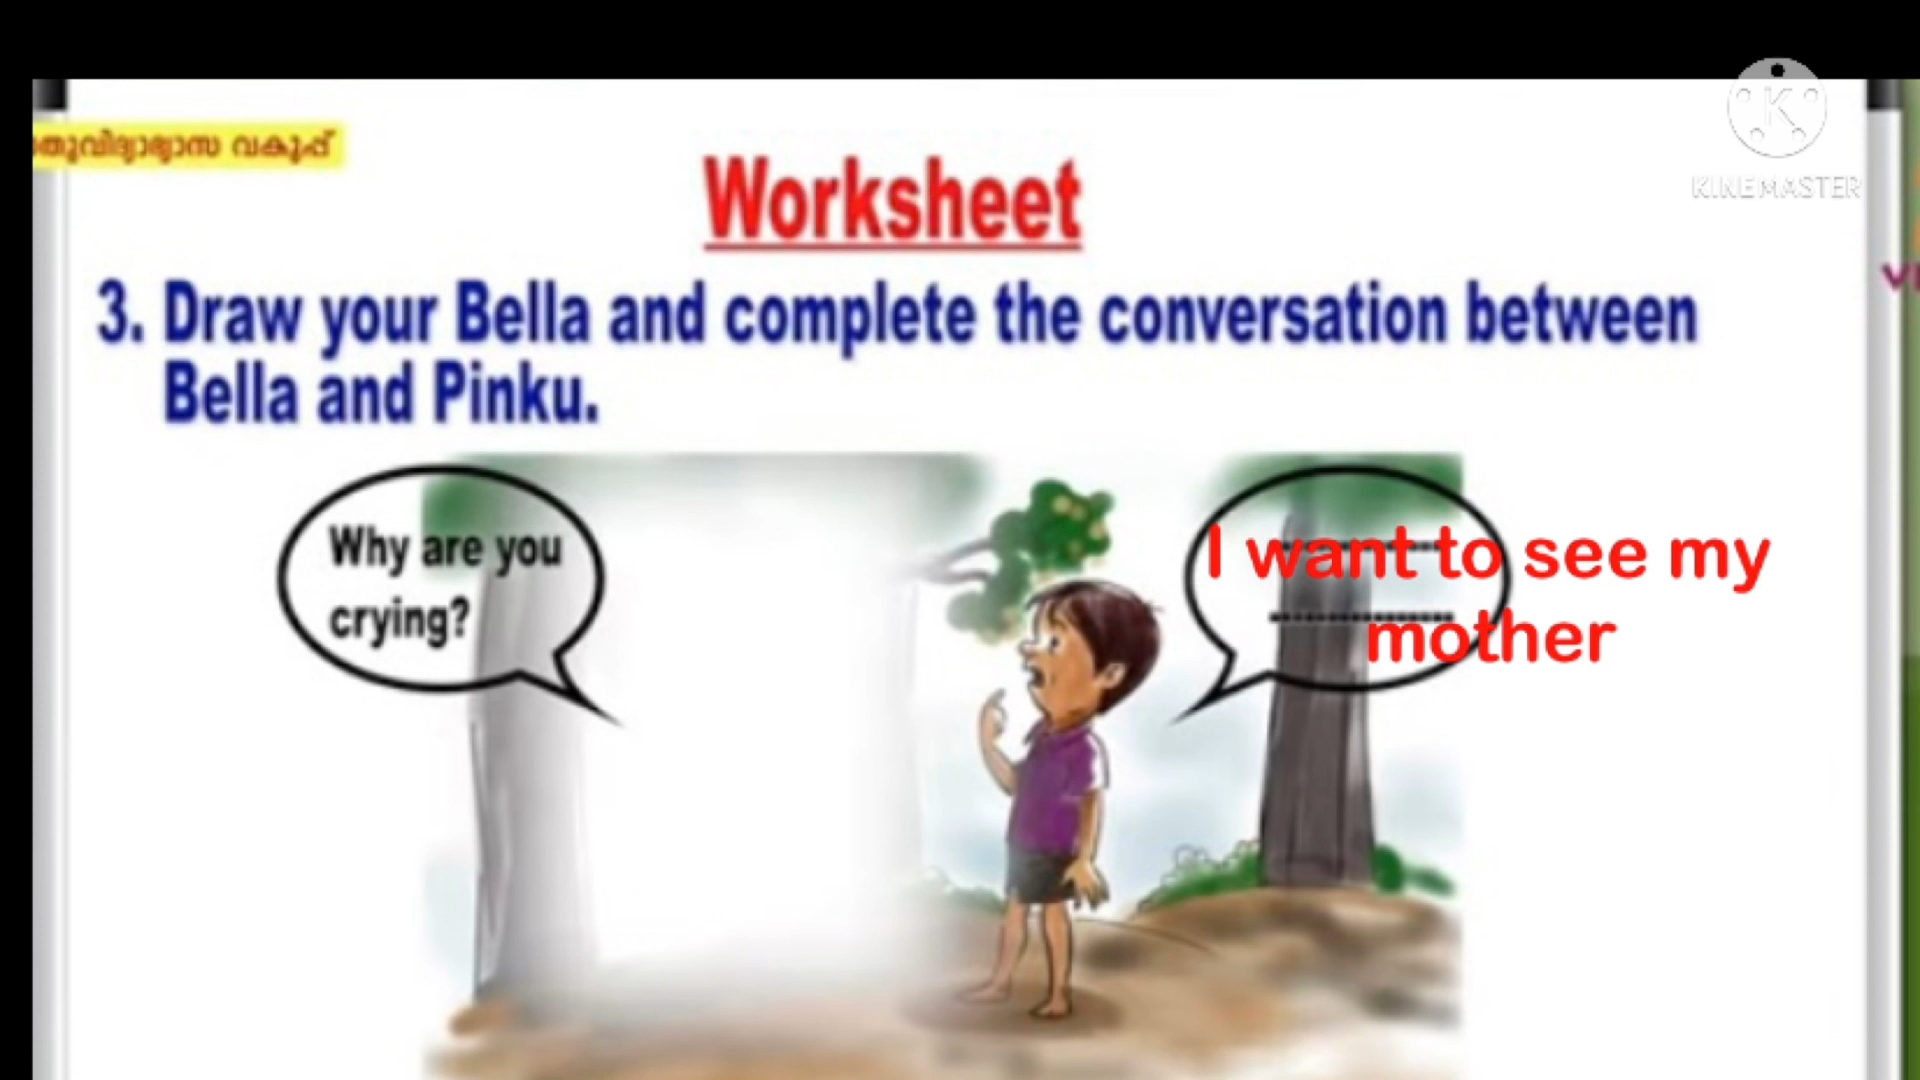 വകുപ്പ്
KINEMASTER
Worksheet
3. Draw your Bella and complete the conversation between
Bella and Pinku.
Why are you
crying?
I want to see my
mother